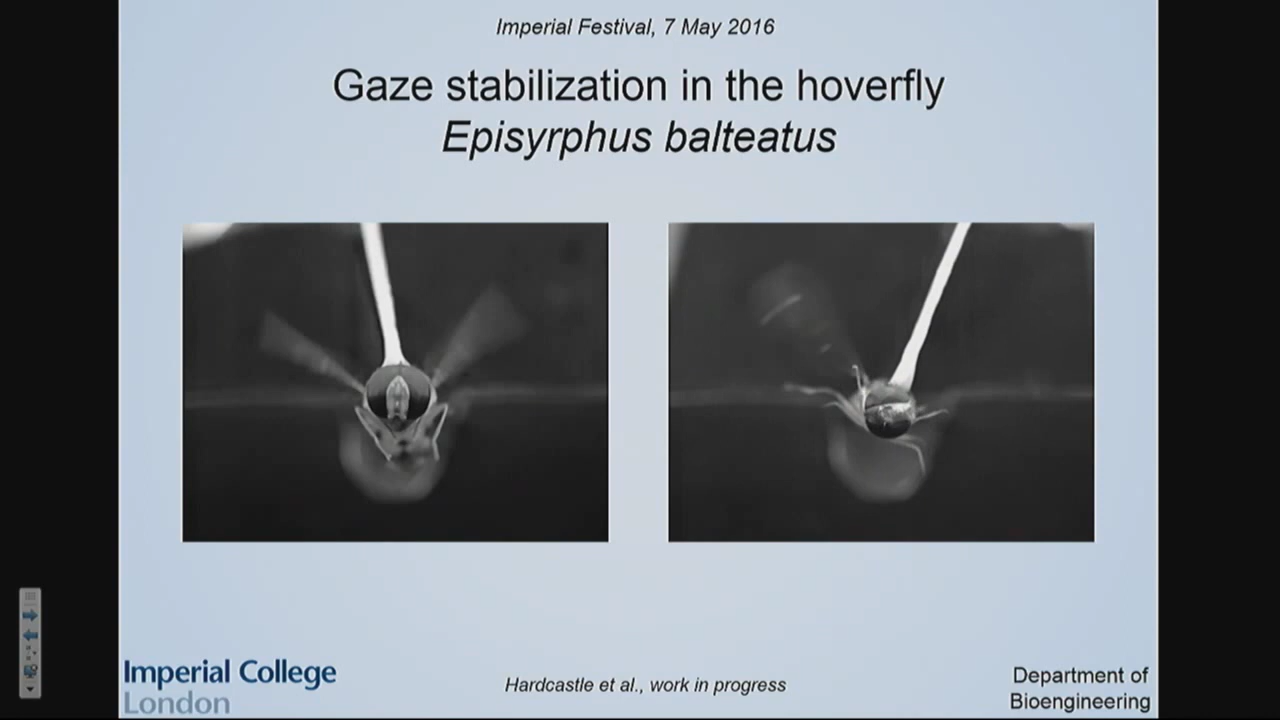 Imperial Festival, 7 May 2016
Gaze stabilization in the hoverfly
Episyrphus balteatus
Imperial College
London
Hardcastle et al., work in progress
Department of
Bioengineering